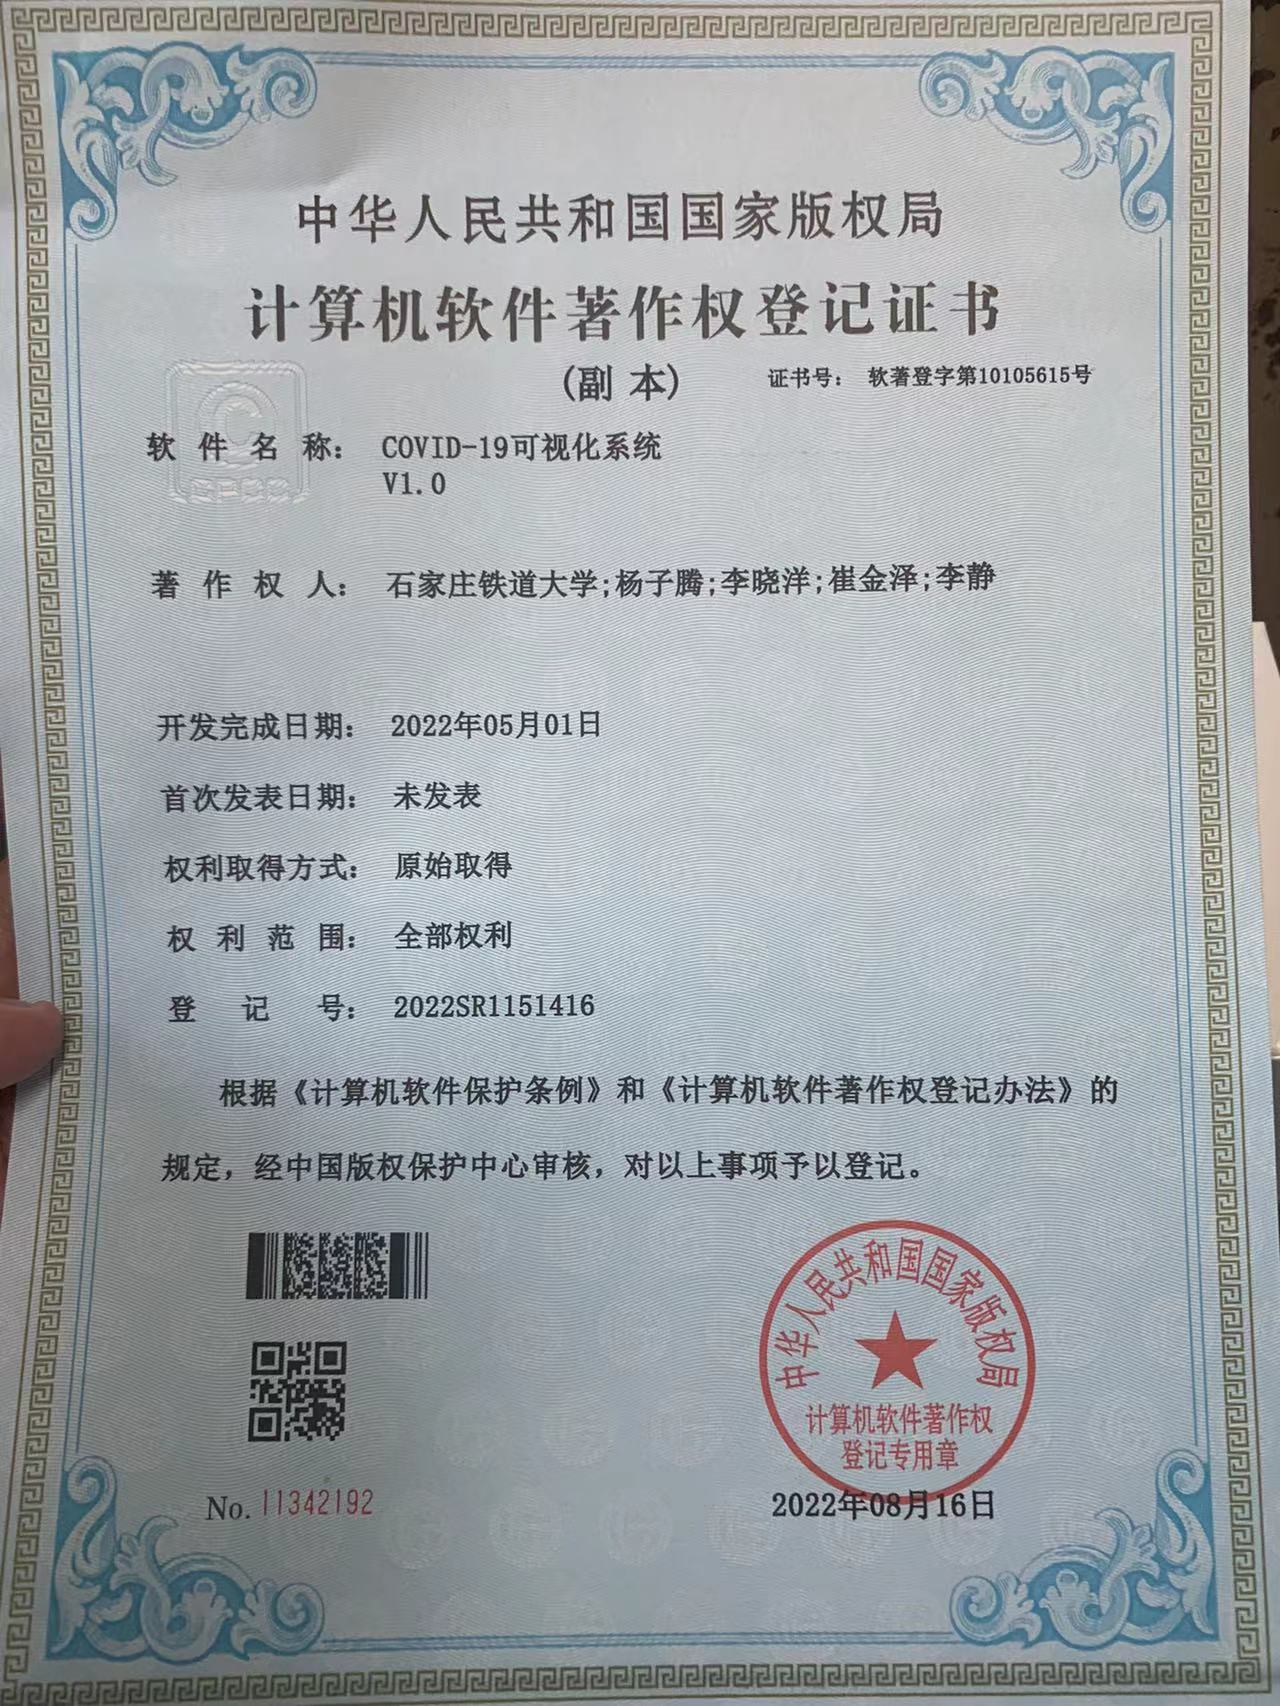 中华人民共和国国家版权局
计算机软件著作权登记证书
(副 本)
证书号： 软著登字第10105615号
软 件 名 称： COVID-19可视化系统
V1.0
著 作 权 人： 石家庄铁道大学;杨子腾;李晓洋;崔金泽;李静
开发完成日期： 2022年05月01日
首次发表日期： 未发表
权利取得方式： 原始取得
权 利 范 围： 全部权利
登 记 号： 2022SR1151416
根据《计算机软件保护条例》和《计算机软件著作权登记办法》的
规定，经中国版权保护中心审核，对以上事项予以登记。
中华人民共和国国家版权局
计算机软件著作权
登记专用章
No. 11342192
2022年08月16日